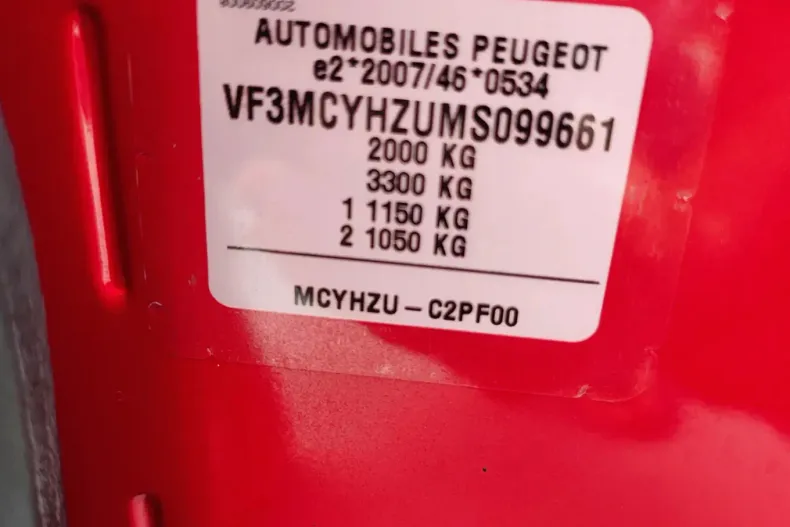 AUTOMOBILES PEUGEOT
e2*2007/46*0534
VF3MCYHZUMS099661
2000 KG
3300 KG
1 1150 KG
2 1050 KG
MCYHZU - C2PF00